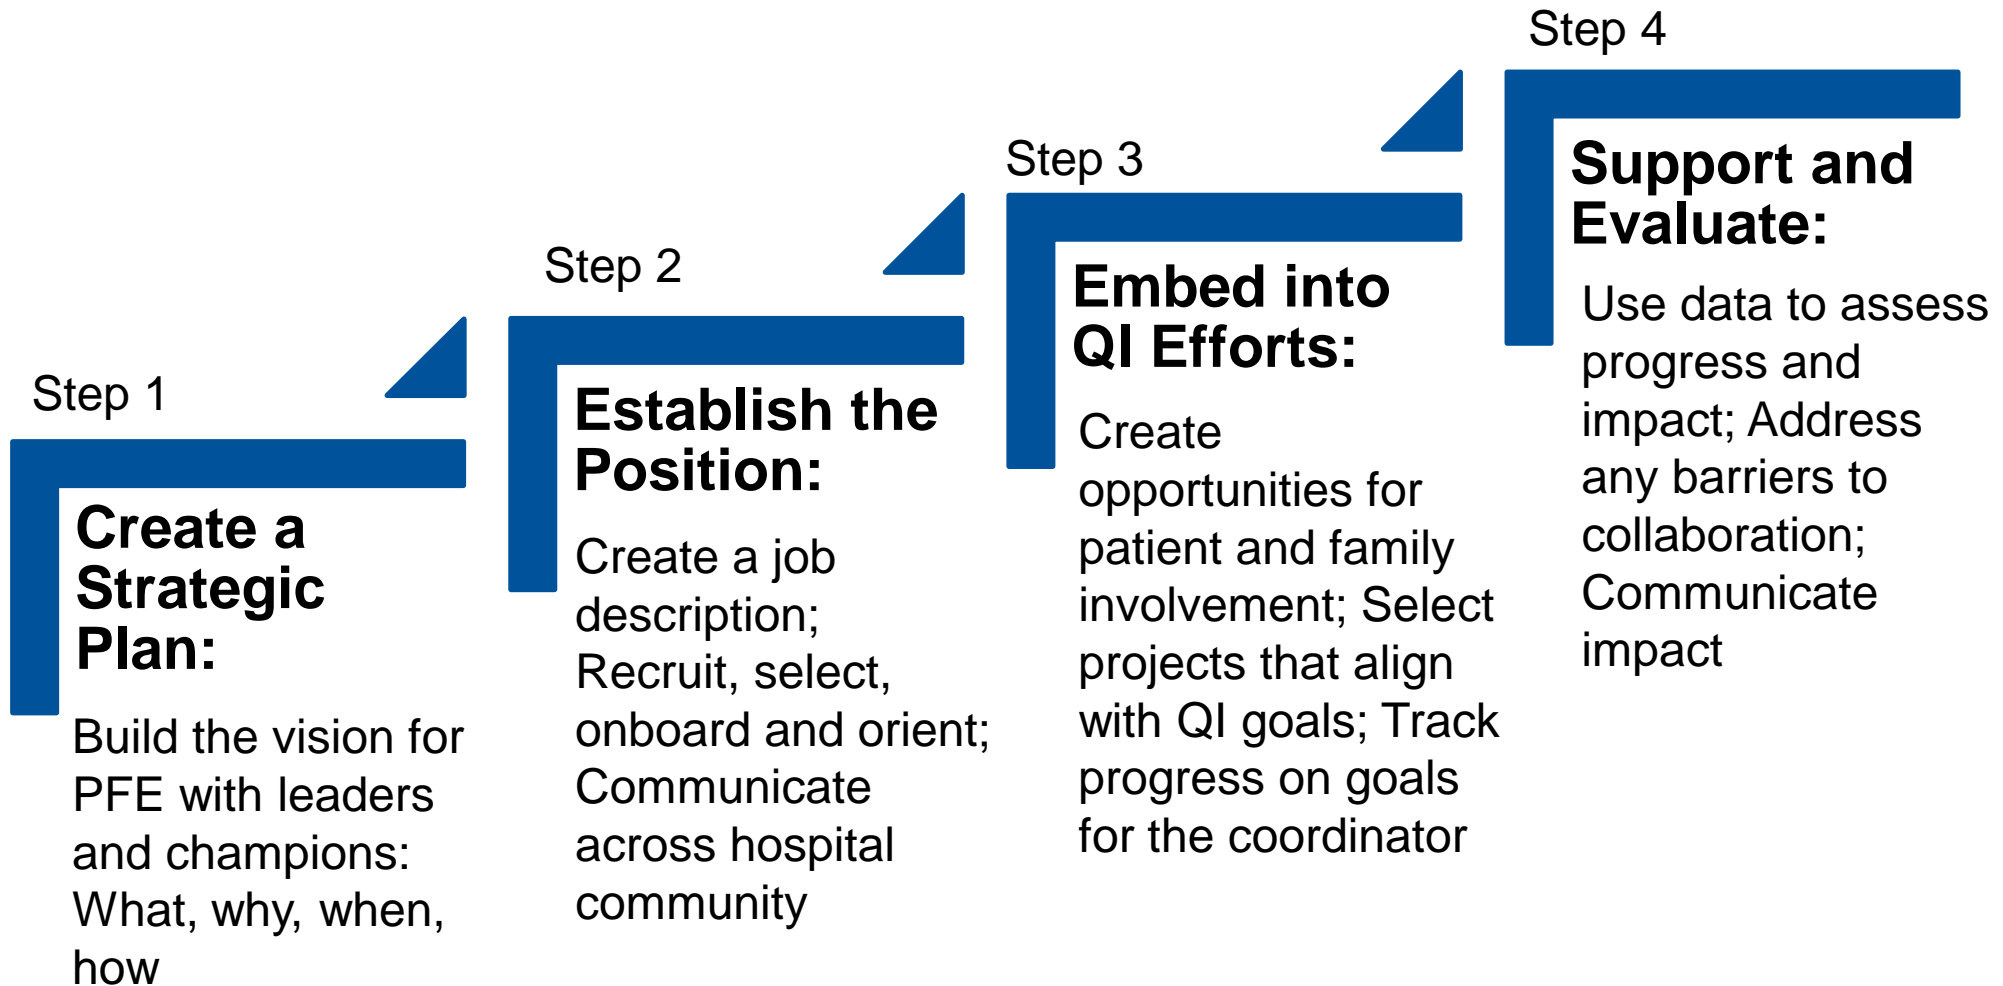 Step 1
Create a
Strategic
Plan:
Build the vision for
PFE with leaders
and champions:
What, why, when,
how
Step 2
Establish the
Position:
Create a job
description;
Recruit, select,
onboard and orient;
Communicate
across hospital
community
Step 3
Embed into
QI Efforts:
Create
opportunities for
patient and family
involvement; Select
projects that align
with QI goals; Track
progress on goals
for the coordinator
Step 4
Support and
Evaluate:
Use data to assess
progress and
impact; Address
any barriers to
collaboration;
Communicate
impact